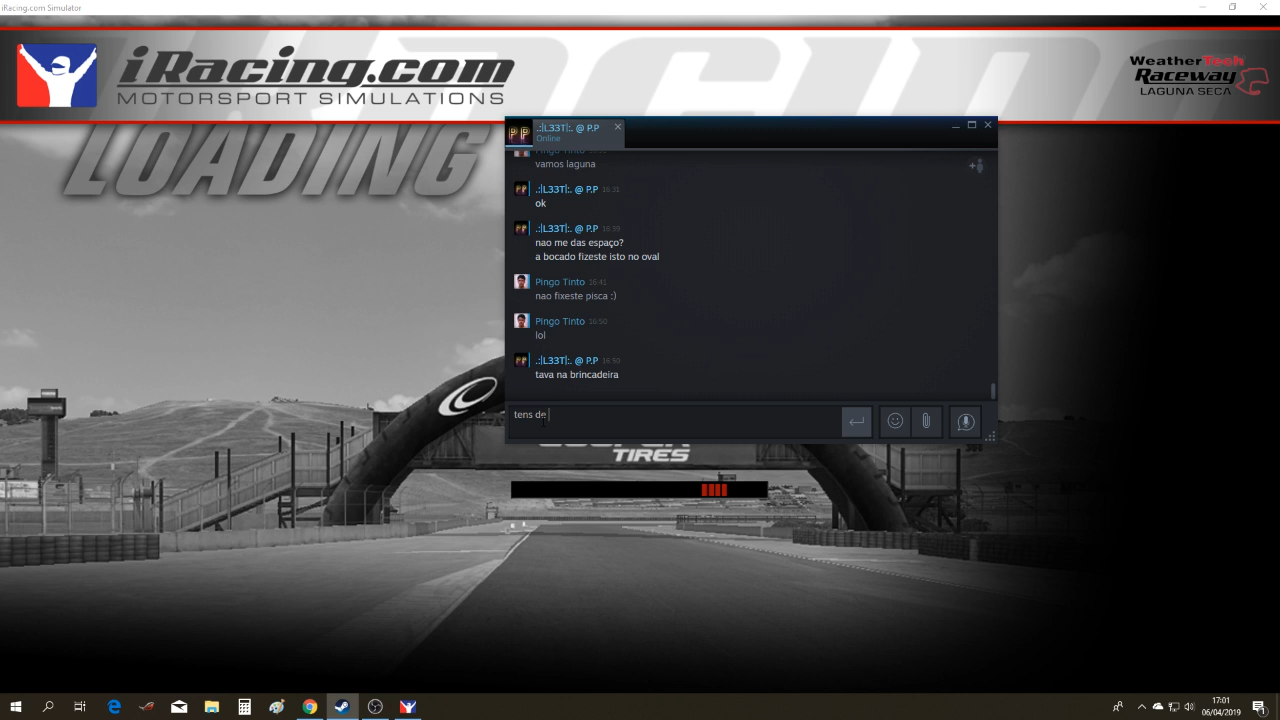 iRacing.com Simulator
iRacing.com
MOTORSPORT SIMULATIONS
WeatherTech
Raceway
LAGUNA SECA
LOADING
.:|L33T|:. @ P.P
Online
Pingo Tinto
vamos laguna
.:|L33T|:. @ P.P 16:31
ok
.:|L33T|:. @ P.P 16:39
nao me das espaço?
a bocado fizeste isto no oval
Pingo Tinto 16:41
nao fixeste pisca :)
Pingo Tinto 16:50
lol
.:|L33T|:. @ P.P 16:50
tava na brincadeira
tens de
TIRES
17:01
06/04/2019